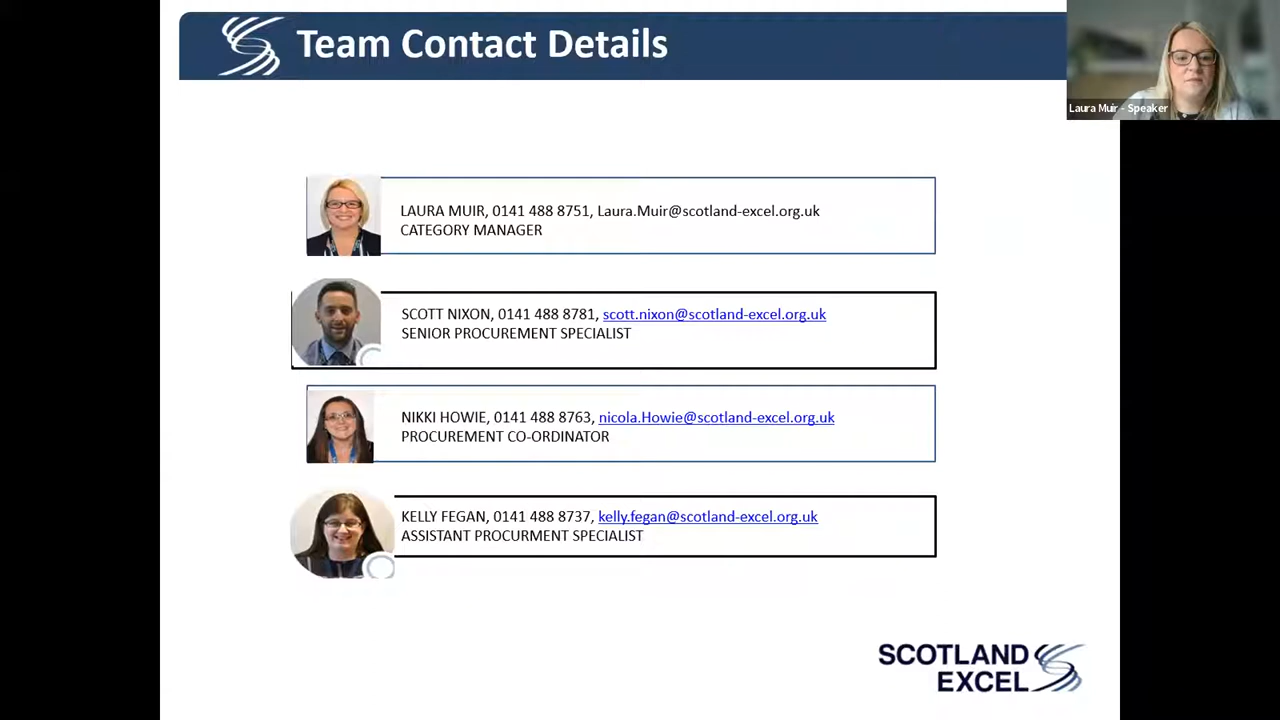 Team Contact Details
Laura Muir - Speaker
LAURA MUIR, 0141 488 8751, Laura.Muir@scotland-excel.org.uk
CATEGORY MANAGER
SCOTT NIXON, 0141 488 8781, scott.nixon@scotland-excel.org.uk
SENIOR PROCUREMENT SPECIALIST
NIKKI HOWIE, 0141 488 8763, nicola.Howie@scotland-excel.org.uk
PROCUREMENT CO-ORDINATOR
KELLY FEGAN, 0141 488 8737, kelly.fegan@scotland-excel.org.uk
ASSISTANT PROCURMENT SPECIALIST
SCOTLAND
EXCEL